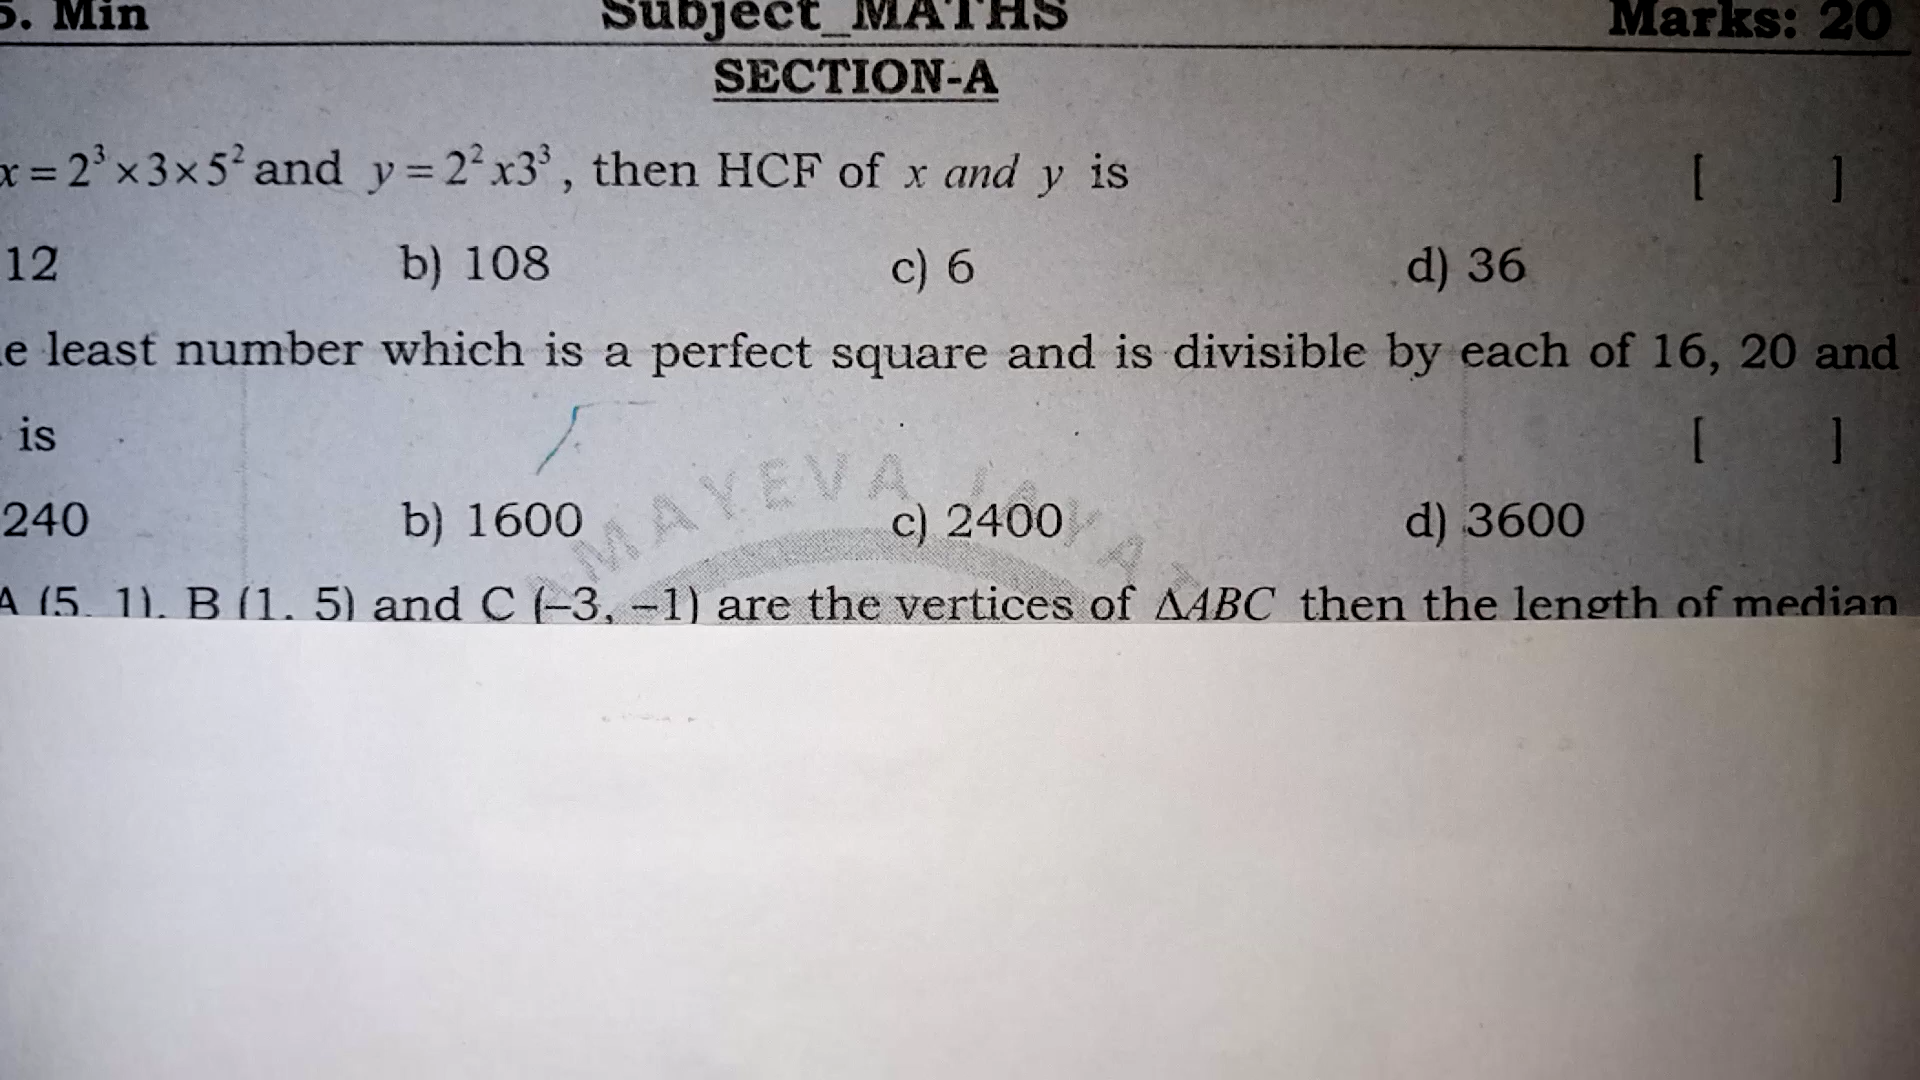 5. Min Subject_MATHS Marks: 20
SECTION-A
x = 2³ × 3 × 5² and y = 2² x3³, then HCF of x and y is [ ]
12 b) 108 c) 6 d) 36
e least number which is a perfect square and is divisible by each of 16, 20 and
is [ ]
240 b) 1600 c) 2400 d) 3600
A (5, 1), B (1, 5) and C (–3, –1) are the vertices of ΔABC then the length of median